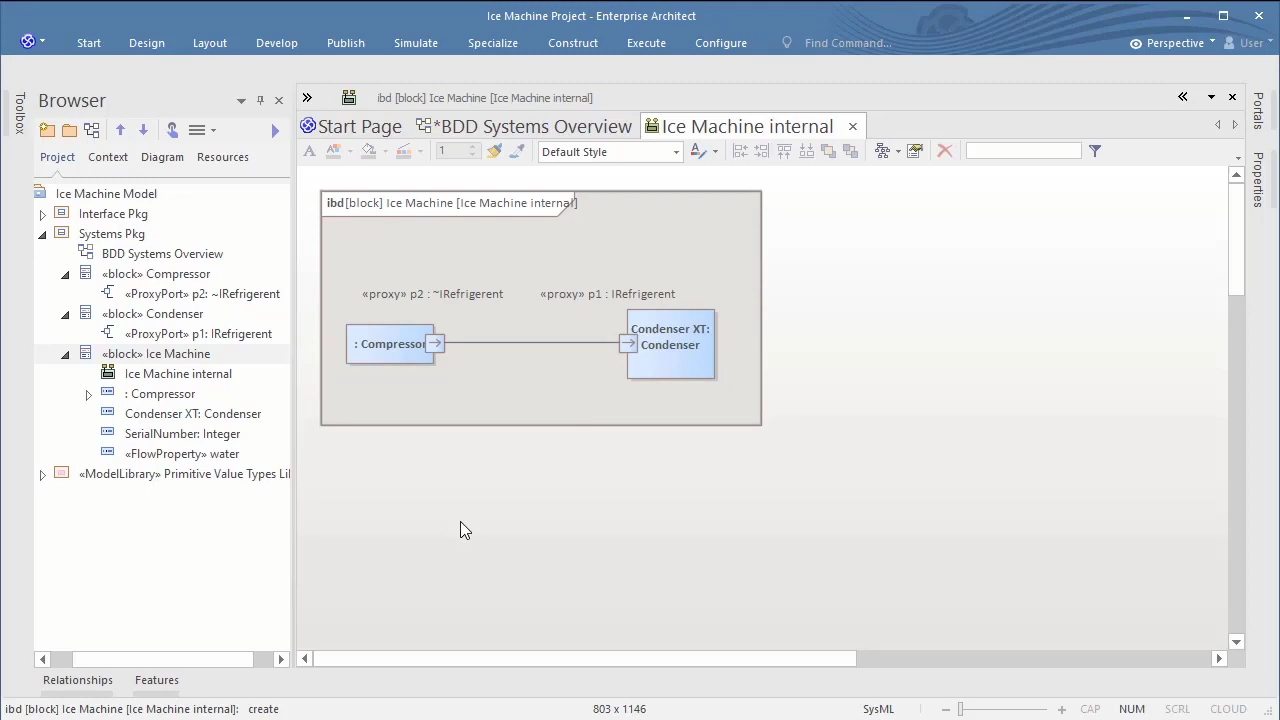 Ice Machine Project - Enterprise Architect
Start Design Layout Develop Publish Simulate Specialize Construct Execute Configure Find Command... Perspective User
Toolbox
Browser
Project Context Diagram Resources
Ice Machine Model
Interface Pkg
Systems Pkg
BDD Systems Overview
«block» Compressor
«ProxyPort» p2: ~IRefrigerent
«block» Condenser
«ProxyPort» p1: IRefrigerent
«block» Ice Machine
Ice Machine internal
: Compressor
Condenser XT: Condenser
SerialNumber: Integer
«FlowProperty» water
«ModelLibrary» Primitive Value Types Li
Relationships Features
ibd [block] Ice Machine [Ice Machine internal]
Start Page *BDD Systems Overview Ice Machine internal
1 Default Style
ibd [block] Ice Machine [Ice Machine internal]
«proxy» p2 : ~IRefrigerent «proxy» p1 : IRefrigerent
: Compressor
Condenser XT:
Condenser
Portals
Properties
ibd [block] Ice Machine [Ice Machine internal]: create 803 x 1146 SysML CAP NUM SCRL CLOUD